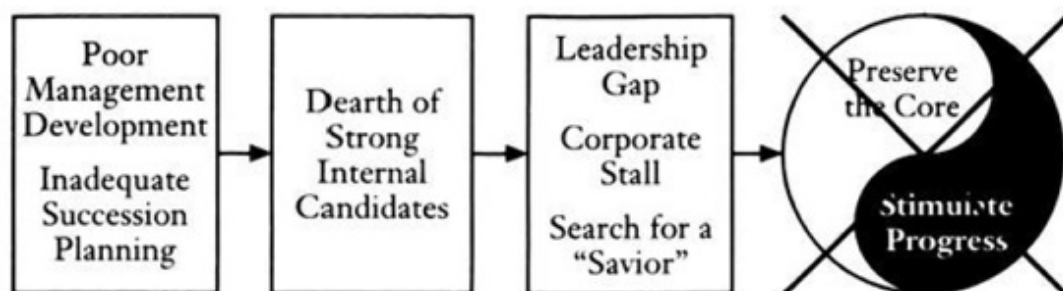 Poor
Management
Development
Inadequate
Succession
Planning
Dearth of
Strong
Internal
Candidates
Leadership
Gap
Corporate
Stall
Search for a
“Savior”
Preserve
the Core
Stimulate
Progress